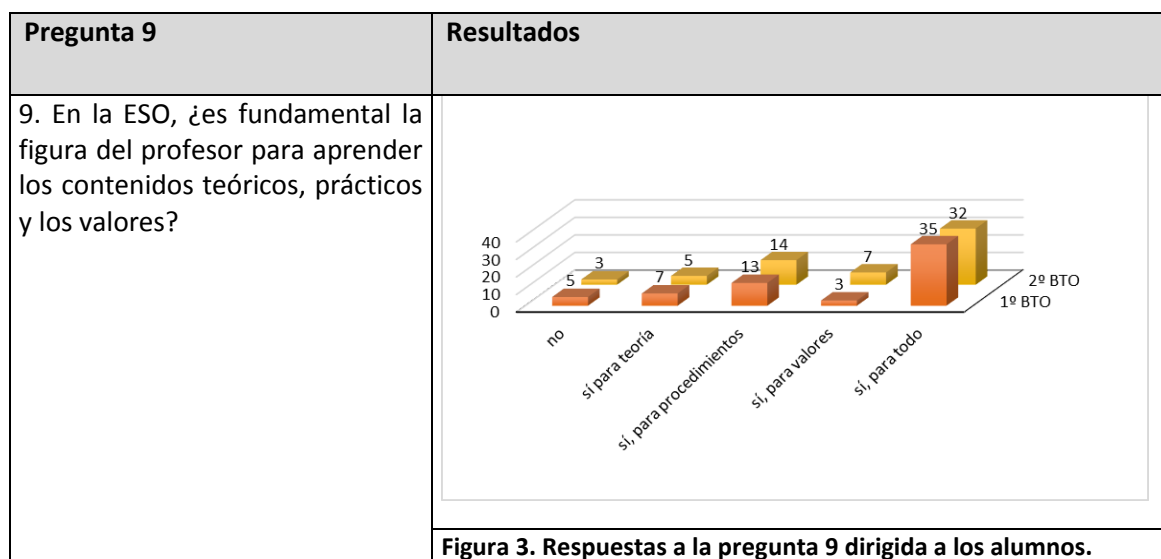 Pregunta 9
Resultados
9. En la ESO, ¿es fundamental la
figura del profesor para aprender
los contenidos teóricos, prácticos
y los valores?
40
30
20
10
0
5
7
13
3
35
3
5
14
7
32
2º BTO
1º BTO
no
sí para teoría
sí, para procedimientos
sí, para valores
sí, para todo
Figura 3. Respuestas a la pregunta 9 dirigida a los alumnos.